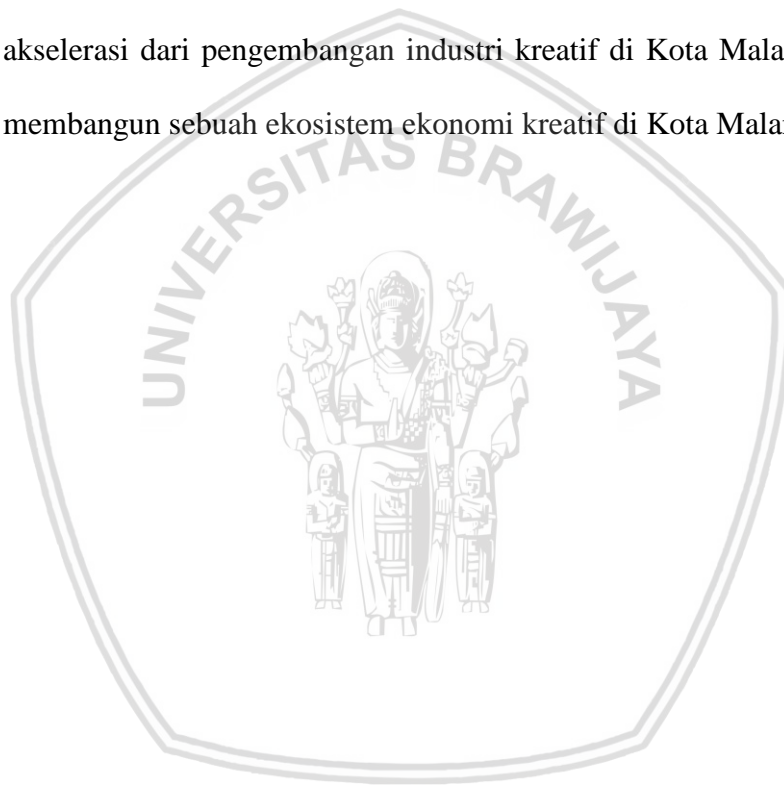 akselerasi dari pengembangan industri kreatif di Kota Mala
membangun sebuah ekosistem ekonomi kreatif di Kota Mala
UNIVERSITAS BRAWIJAYA